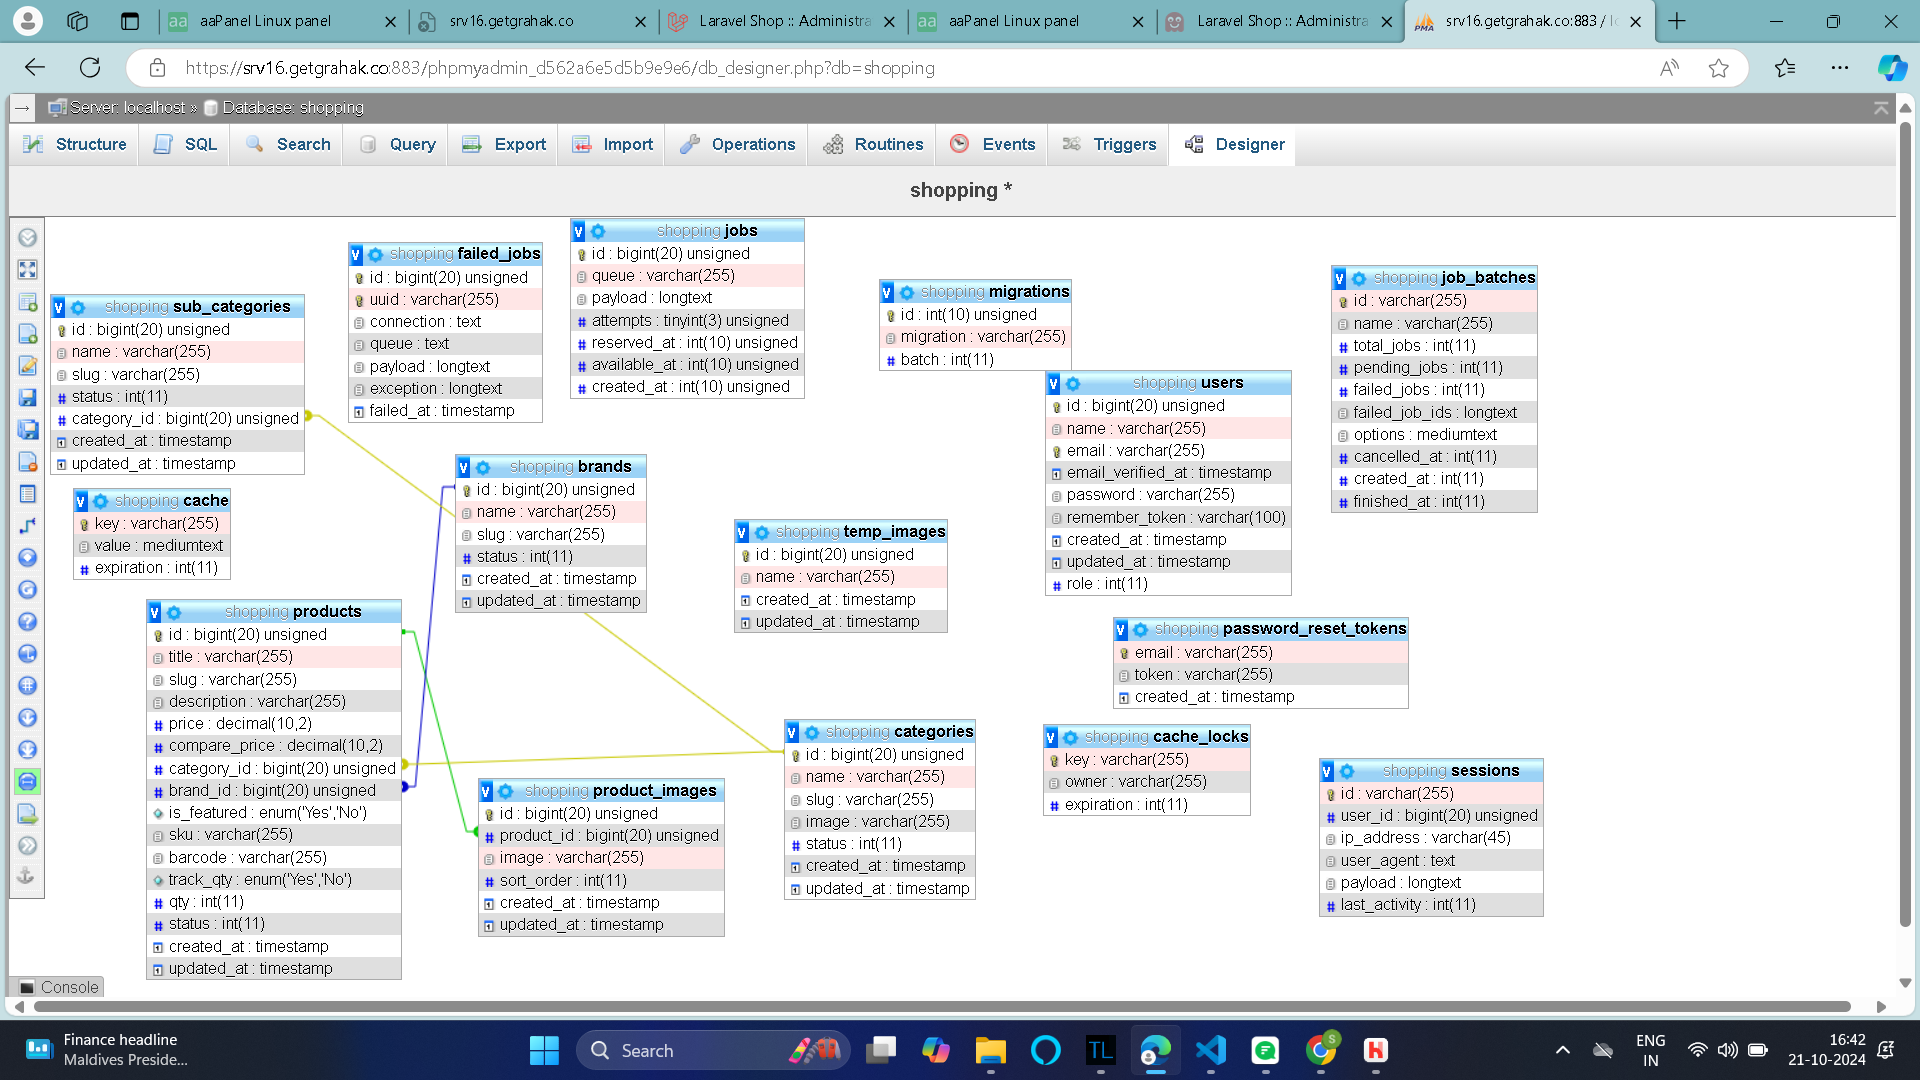 aaPanel Linux panel
srv16.getgrahak.co
Laravel Shop :: Administra
aaPanel Linux panel
Laravel Shop :: Administra
srv16.getgrahak.co:883 / lo
https://srv16.getgrahak.co:883/phpmyadmin_d562a6e5d5b9e9e6/db_designer.php?db=shopping
Server: localhost » Database: shopping
Structure SQL Search Query Export Import Operations Routines Events Triggers Designer
shopping *
shopping sub_categories
id : bigint(20) unsigned
name : varchar(255)
slug : varchar(255)
status : int(11)
category_id : bigint(20) unsigned
created_at : timestamp
updated_at : timestamp
shopping failed_jobs
id : bigint(20) unsigned
uuid : varchar(255)
connection : text
queue : text
payload : longtext
exception : longtext
failed_at : timestamp
shopping jobs
id : bigint(20) unsigned
queue : varchar(255)
payload : longtext
attempts : tinyint(3) unsigned
reserved_at : int(10) unsigned
available_at : int(10) unsigned
created_at : int(10) unsigned
shopping migrations
id : int(10) unsigned
migration : varchar(255)
batch : int(11)
shopping job_batches
id : varchar(255)
name : varchar(255)
total_jobs : int(11)
pending_jobs : int(11)
failed_jobs : int(11)
failed_job_ids : longtext
options : mediumtext
cancelled_at : int(11)
created_at : int(11)
finished_at : int(11)
shopping users
id : bigint(20) unsigned
name : varchar(255)
email : varchar(255)
email_verified_at : timestamp
password : varchar(255)
remember_token : varchar(100)
created_at : timestamp
updated_at : timestamp
role : int(11)
shopping cache
key : varchar(255)
value : mediumtext
expiration : int(11)
shopping brands
id : bigint(20) unsigned
name : varchar(255)
slug : varchar(255)
status : int(11)
created_at : timestamp
updated_at : timestamp
shopping temp_images
id : bigint(20) unsigned
name : varchar(255)
created_at : timestamp
updated_at : timestamp
shopping products
id : bigint(20) unsigned
title : varchar(255)
slug : varchar(255)
description : varchar(255)
price : decimal(10,2)
compare_price : decimal(10,2)
category_id : bigint(20) unsigned
brand_id : bigint(20) unsigned
is_featured : enum('Yes','No')
sku : varchar(255)
barcode : varchar(255)
track_qty : enum('Yes','No')
qty : int(11)
status : int(11)
created_at : timestamp
updated_at : timestamp
shopping product_images
id : bigint(20) unsigned
product_id : bigint(20) unsigned
image : varchar(255)
sort_order : int(11)
created_at : timestamp
updated_at : timestamp
shopping categories
id : bigint(20) unsigned
name : varchar(255)
slug : varchar(255)
image : varchar(255)
status : int(11)
created_at : timestamp
updated_at : timestamp
shopping password_reset_tokens
email : varchar(255)
token : varchar(255)
created_at : timestamp
shopping cache_locks
key : varchar(255)
owner : varchar(255)
expiration : int(11)
shopping sessions
id : varchar(255)
user_id : bigint(20) unsigned
ip_address : varchar(45)
user_agent : text
payload : longtext
last_activity : int(11)
Console
Finance headline
Maldives Preside...
Search
ENG
IN
16:42
21-10-2024